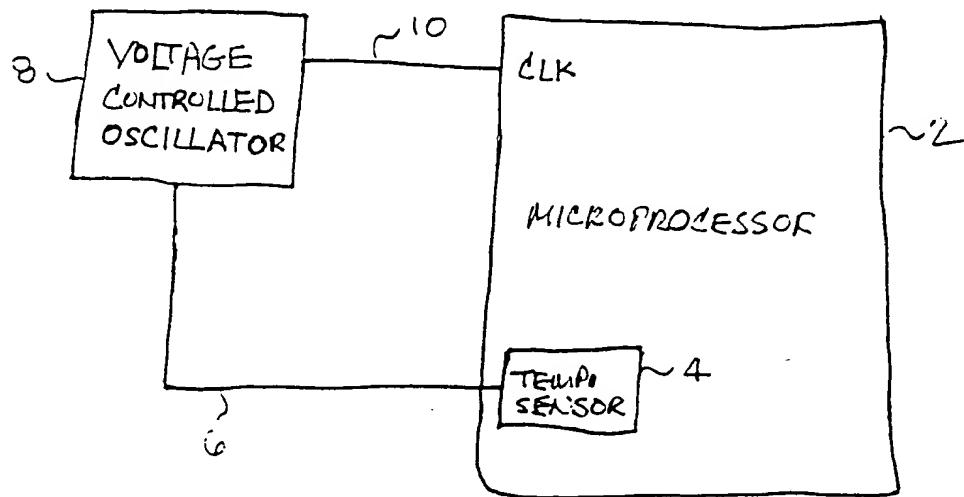 10
8
VOLTAGE
CONTROLLED
OSCILLATOR
CLK
2
MICROPROCESSOR
4
TEMP.
SENSOR
6